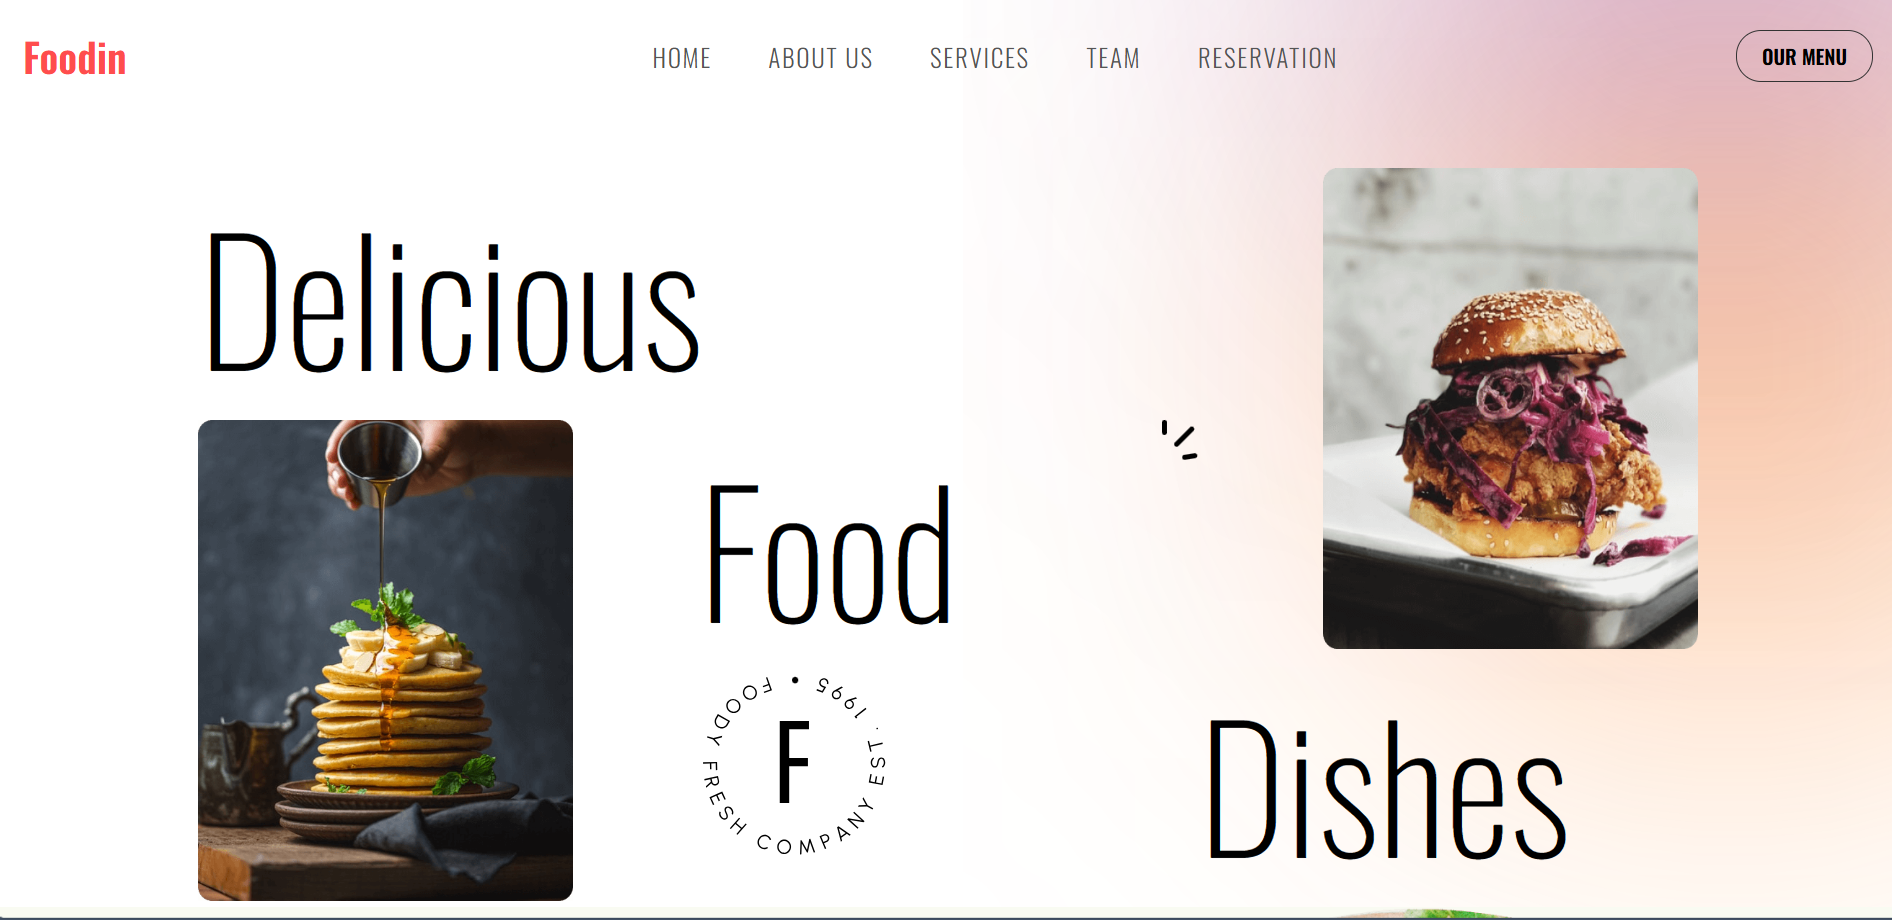 Foodin
HOME
ABOUT US
SERVICES
TEAM
RESERVATION
OUR MENU
Delicious
Food
FOODY FRESH COMPANY EST. 1995 •
F
Dishes